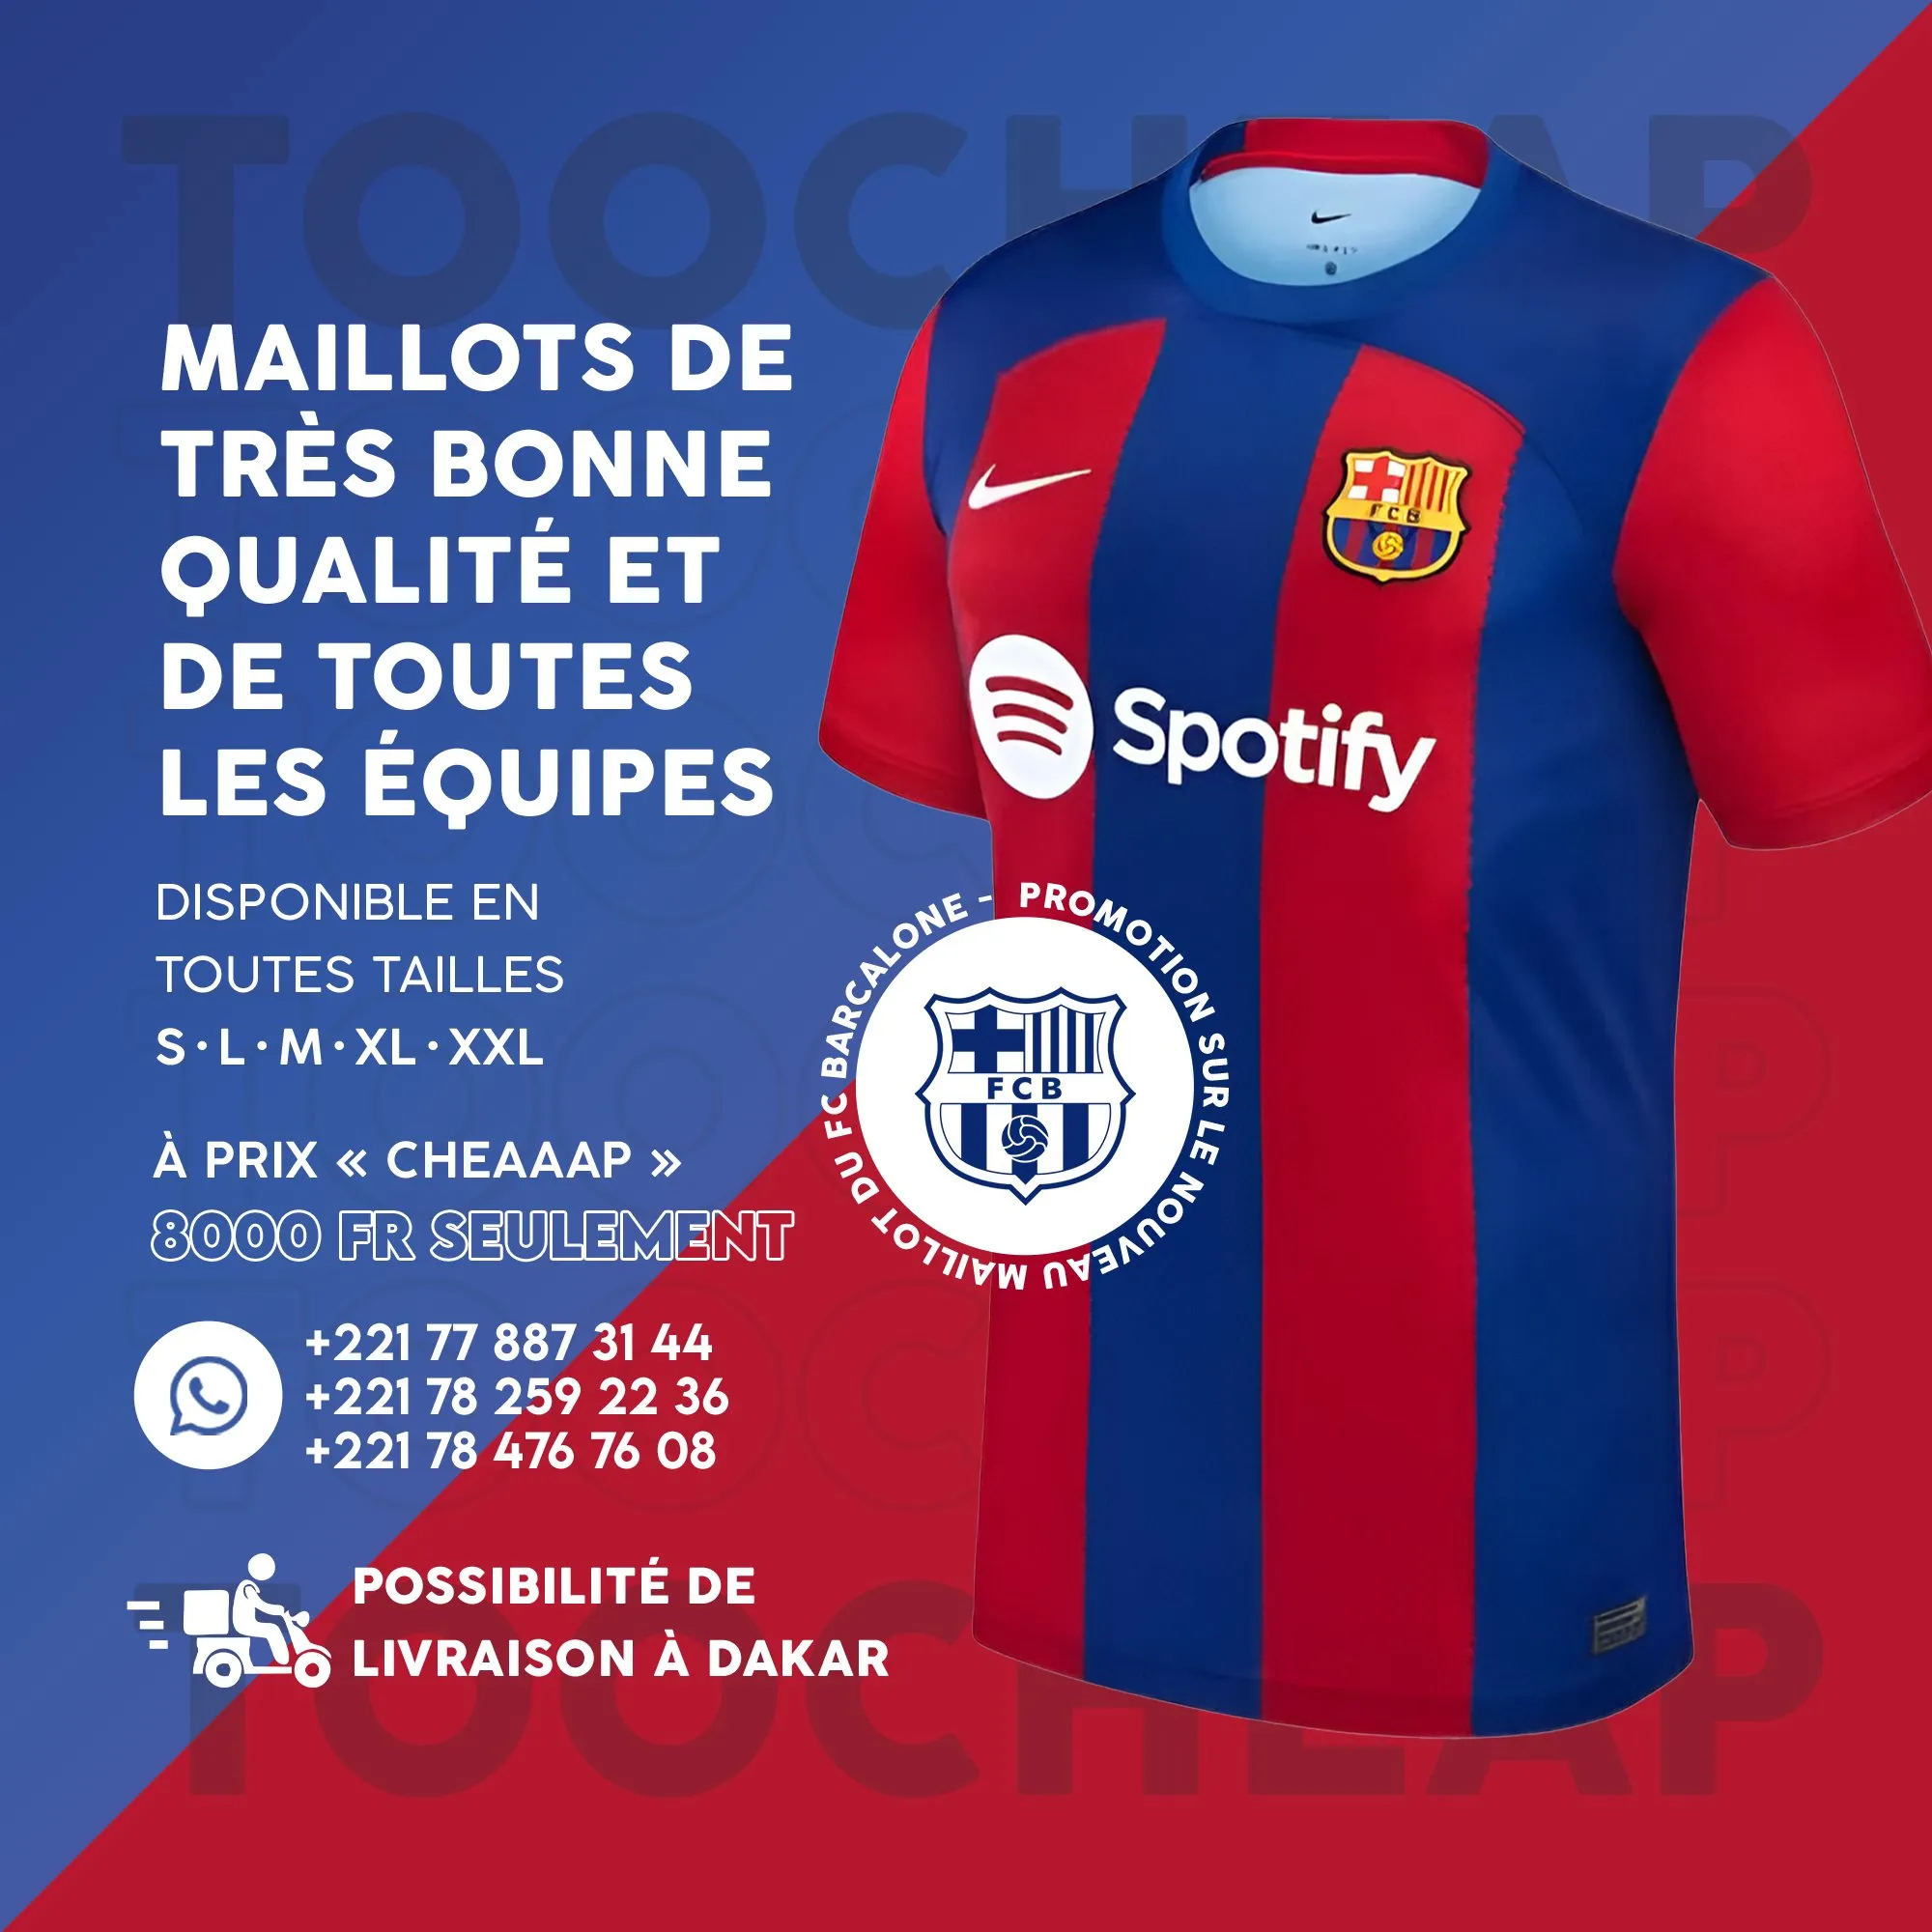 TOOCHEAP
MAILLOTS DE
TRÈS BONNE
QUALITÉ ET
DE TOUTES
LES ÉQUIPES
DISPONIBLE EN
TOUTES TAILLES
S·L·M·XL·XXL
À PRIX « CHEAAAP »
8000 FR SEULEMENT
+221 77 887 31 44
+221 78 259 22 36
+221 78 476 76 08
POSSIBILITÉ DE
LIVRAISON À DAKAR
FCB
Spotify
PROMOTION SUR LE NOUVEAU MAILLOT DU FC BARCALONE -
FCB
TOOCHEAP